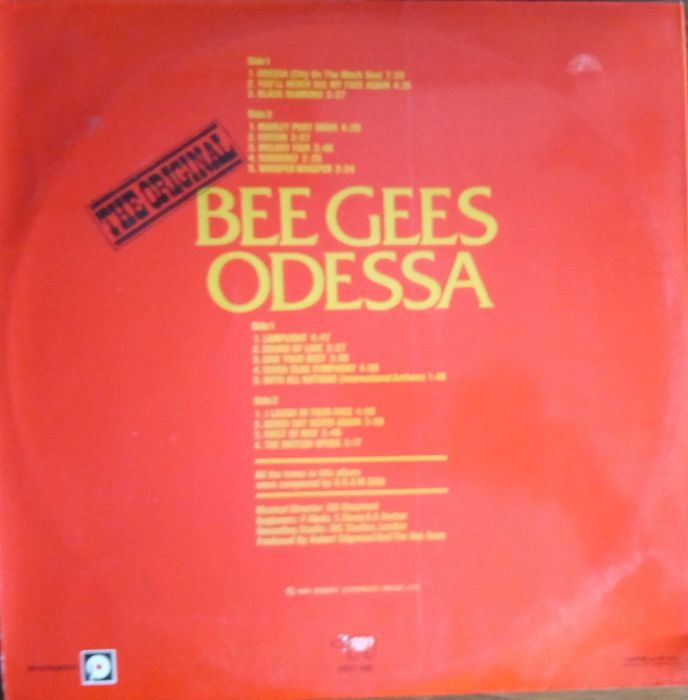 Side 1
1. ODESSA (City On The Black Sea) 7:33
2. YOU'LL NEVER SEE MY FACE AGAIN 4:16
3. BLACK DIAMOND 3:27
Side 2
1. MARLEY PURT DRIVE 4:26
2. EDISON 3:07
3. MELODY FAIR 3:48
4. SUDDENLY 2:29
5. WHISPER WHISPER 3:24
THE ORIGINAL
BEE GEES
ODESSA
Side 1
1. LAMPLIGHT 4:47
2. SOUND OF LOVE 3:27
3. GIVE YOUR BEST 3:26
4. SEVEN SEAS SYMPHONY 4:09
5. WITH ALL NATIONS (International Anthem) 1:46
Side 2
1. I LAUGH IN YOUR FACE 4:09
2. NEVER SAY NEVER AGAIN 3:28
3. FIRST OF MAY 2:48
4. THE BRITISH OPERA 3:17
All the tunes in this album
were composed by
Musical Director: Bill Shepherd
Engineers:
Recording Studio: IBC Studios, London
Produced by Robert Stigwood And The Bee Gees